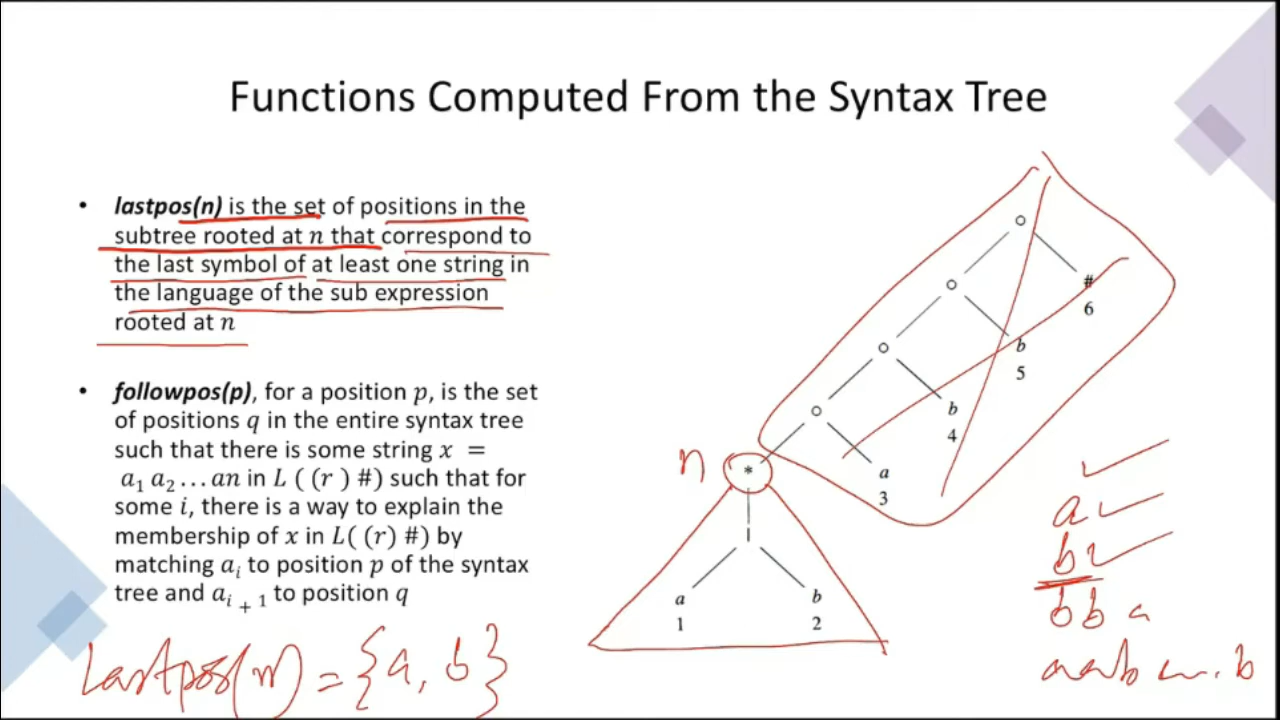 Functions Computed From the Syntax Tree
• lastpos(n) is the set of positions in the
subtree rooted at n that correspond to
the last symbol of at least one string in
the language of the sub expression
rooted at n
• followpos(p), for a position p, is the set
of positions q in the entire syntax tree
such that there is some string x =
a₁ a₂ ... an in L ( (r ) #) such that for
some i, there is a way to explain the
membership of x in L( (r) #) by
matching aᵢ to position p of the syntax
tree and aᵢ ₊ ₁ to position q
lastpos(n) = {a, b}
#
6
b
5
b
4
n
*
a
3
|
a
1
b
2
a
b
b b a